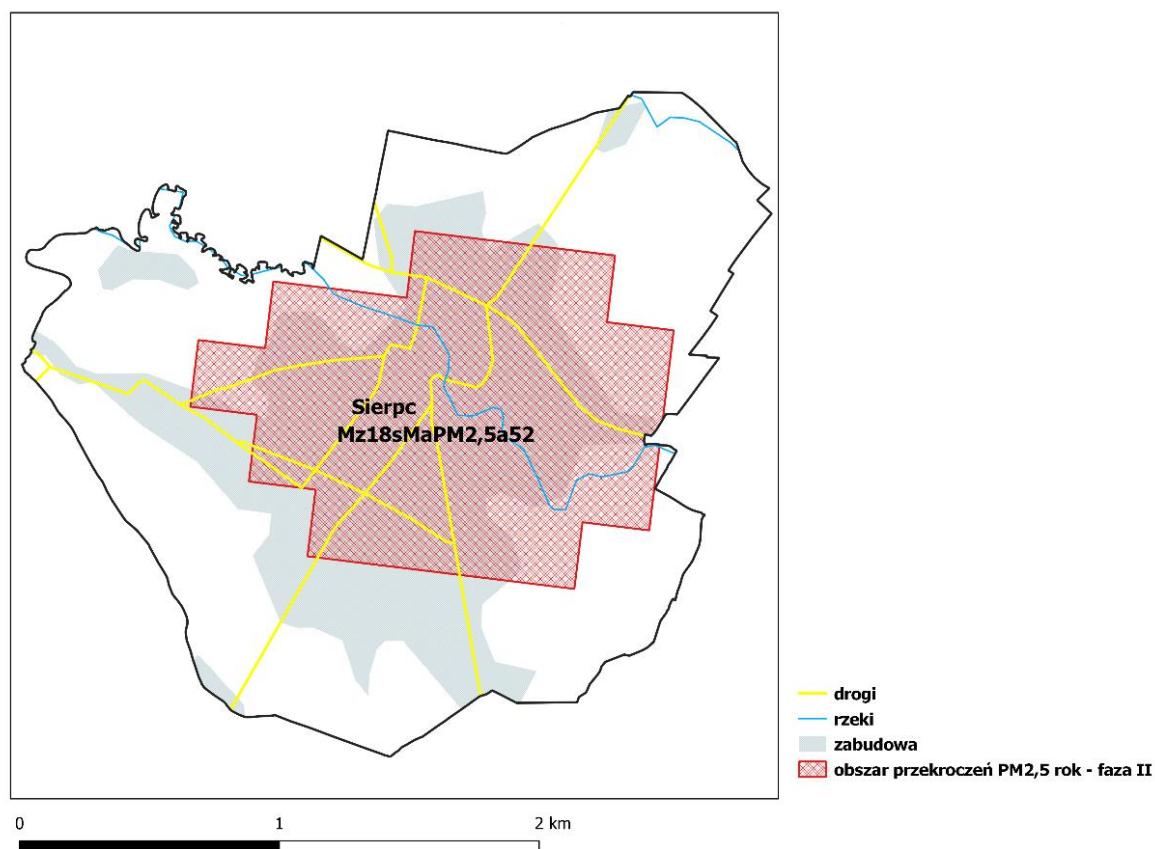 Sierpc
Mz18sMaPM2,5a52
drogi
rzeki
zabudowa
obszar przekroczeń PM2,5 rok - faza II
0 1 2 km